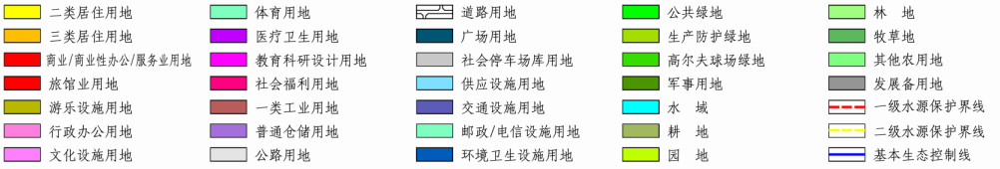 二类居住用地
三类居住用地
商业/商业性办公/服务业用地
旅馆业用地
游乐设施用地
行政办公用地
文化设施用地
体育用地
医疗卫生用地
教育科研设计用地
社会福利用地
一类工业用地
普通仓储用地
公路用地
道路用地
广场用地
社会停车场库用地
供应设施用地
交通设施用地
邮政/电信设施用地
环境卫生设施用地
公共绿地
生产防护绿地
高尔夫球场绿地
军事用地
水 域
耕 地
园 地
林 地
牧草地
其他农用地
发展备用地
一级水源保护界线
二级水源保护界线
基本生态控制线